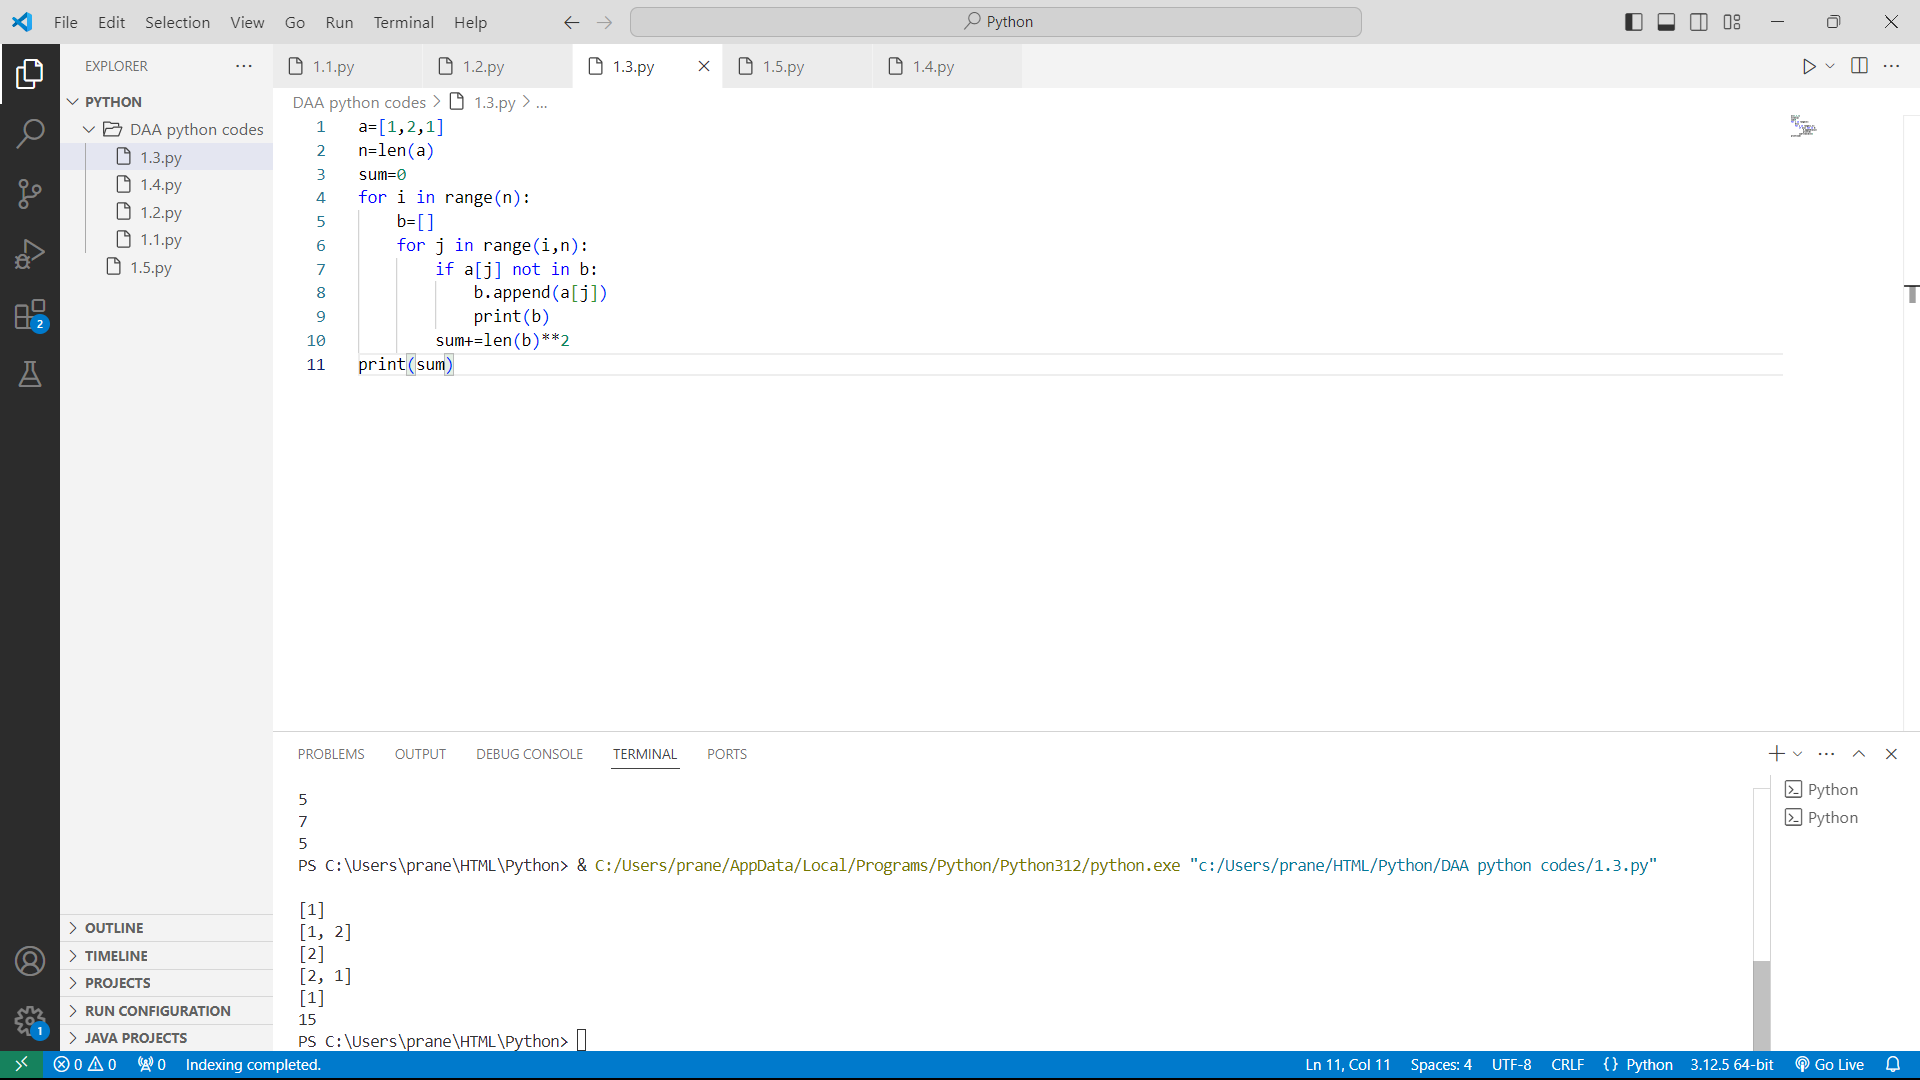 File Edit Selection View Go Run Terminal Help
Python
EXPLORER
PYTHON
DAA python codes
1.3.py
1.4.py
1.2.py
1.1.py
1.5.py
OUTLINE
TIMELINE
PROJECTS
RUN CONFIGURATION
JAVA PROJECTS
2
1
1.1.py 1.2.py 1.3.py 1.5.py 1.4.py
DAA python codes > 1.3.py > ...
1 a=[1,2,1]
2 n=len(a)
3 sum=0
4 for i in range(n):
5     b=[]
6     for j in range(i,n):
7         if a[j] not in b:
8             b.append(a[j])
9             print(b)
10         sum+=len(b)**2
11 print(sum)
PROBLEMS OUTPUT DEBUG CONSOLE TERMINAL PORTS
5
7
5
PS C:\Users\prane\HTML\Python> & C:/Users/prane/AppData/Local/Programs/Python/Python312/python.exe "c:/Users/prane/HTML/Python/DAA python codes/1.3.py"
[1]
[1, 2]
[2]
[2, 1]
[1]
15
PS C:\Users\prane\HTML\Python>
Python
Python
0 0 0 Indexing completed. Ln 11, Col 11 Spaces: 4 UTF-8 CRLF {} Python 3.12.5 64-bit Go Live